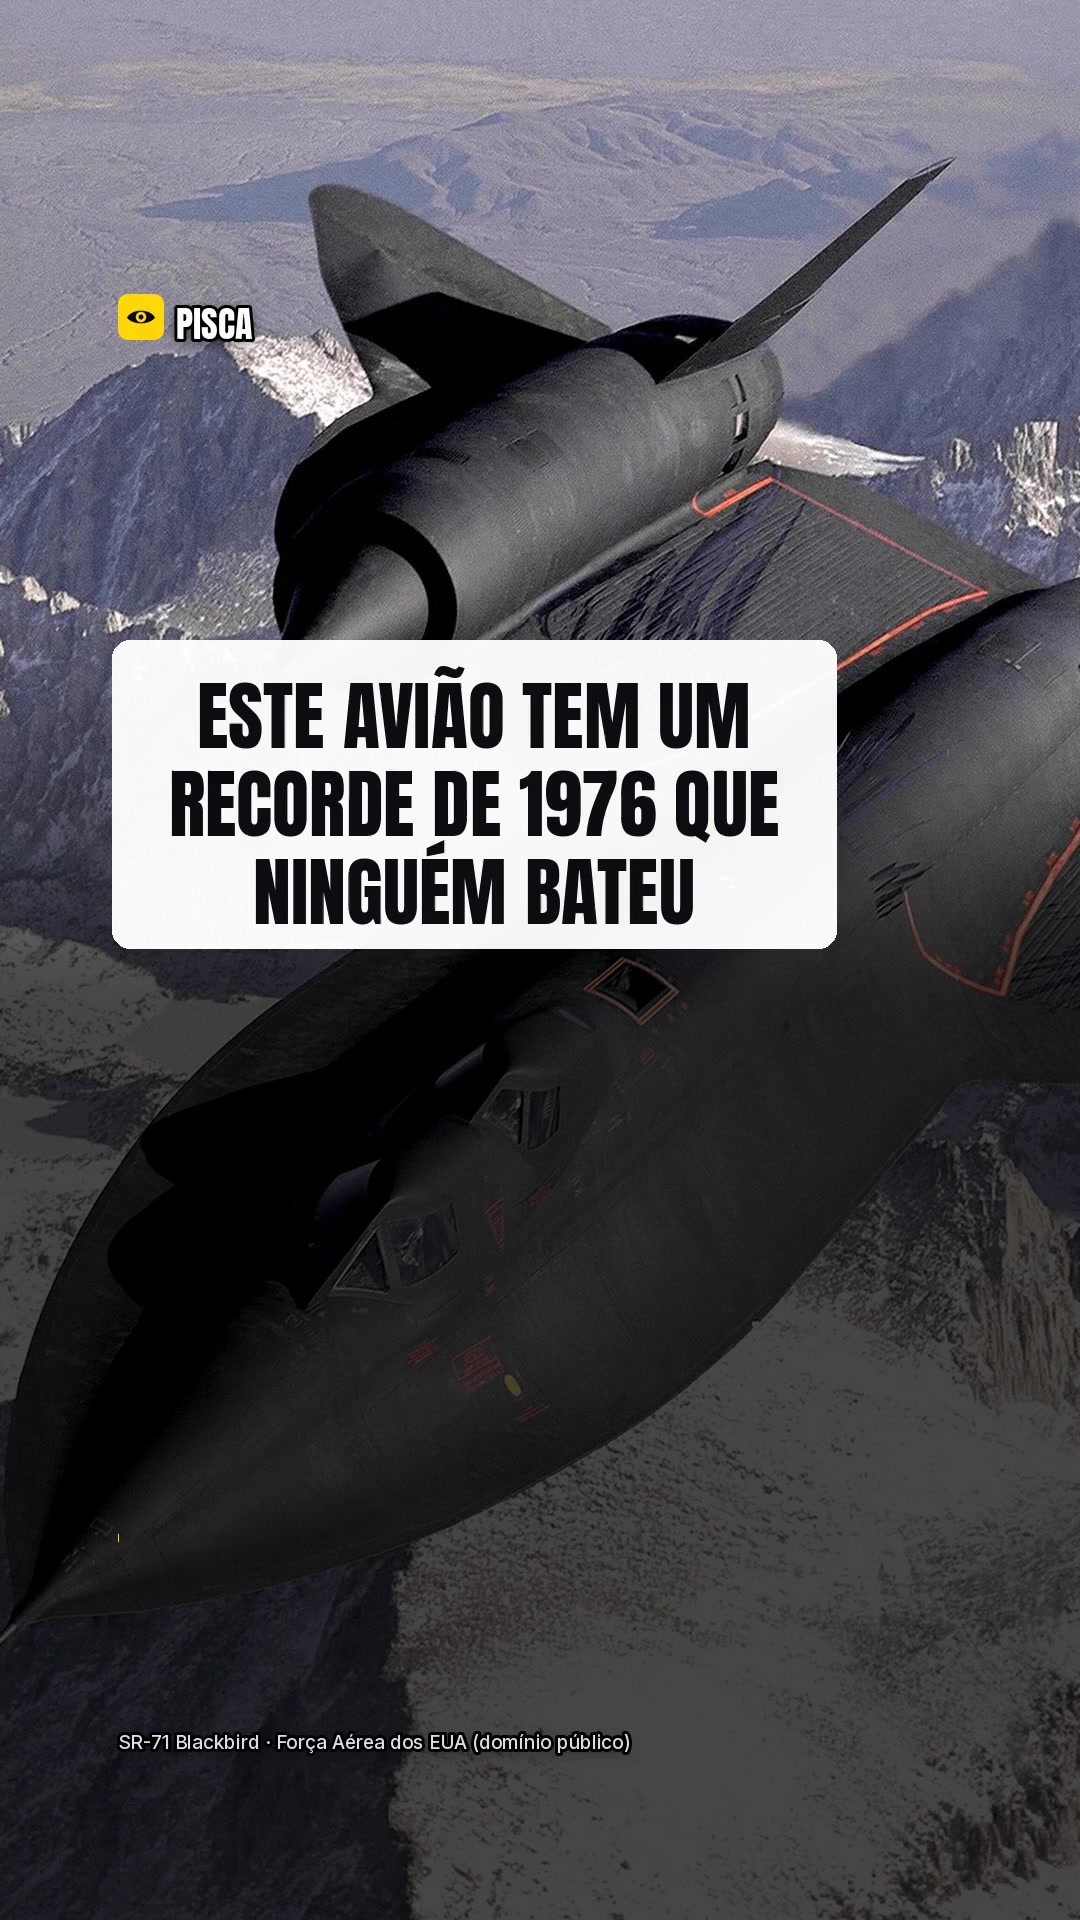 PISCA
ESTE AVIÃO TEM UM
RECORDE DE 1976 QUE
NINGUÉM BATEU
SR-71 Blackbird · Força Aérea dos EUA (domínio público)